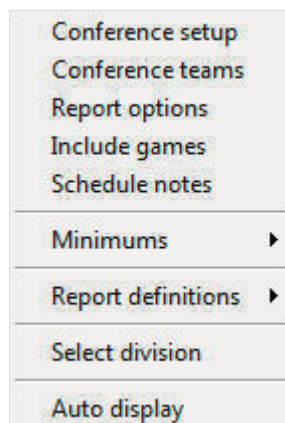 Conference setup
Conference teams
Report options
Include games
Schedule notes
Minimums
Report definitions
Select division
Auto display